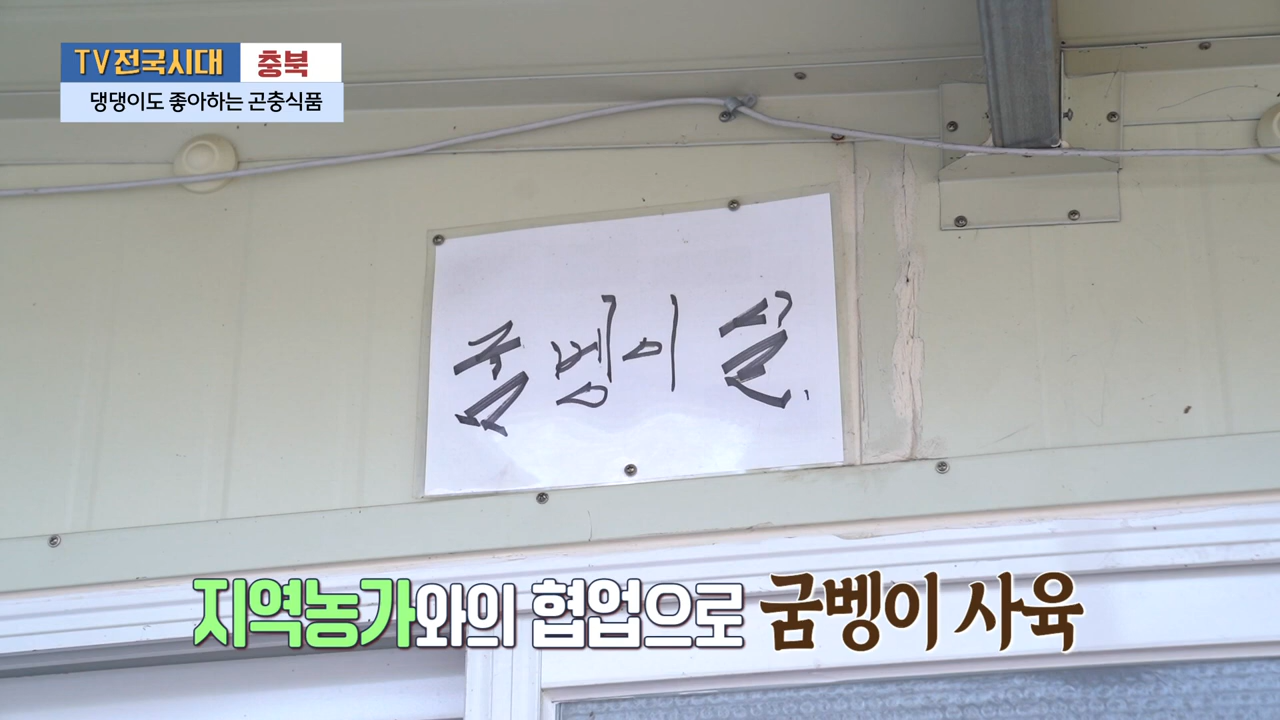 TV전국시대 충북
댕댕이도 좋아하는 곤충식품
굼벵이 실.
지역농가와의 협업으로 굼벵이 사육